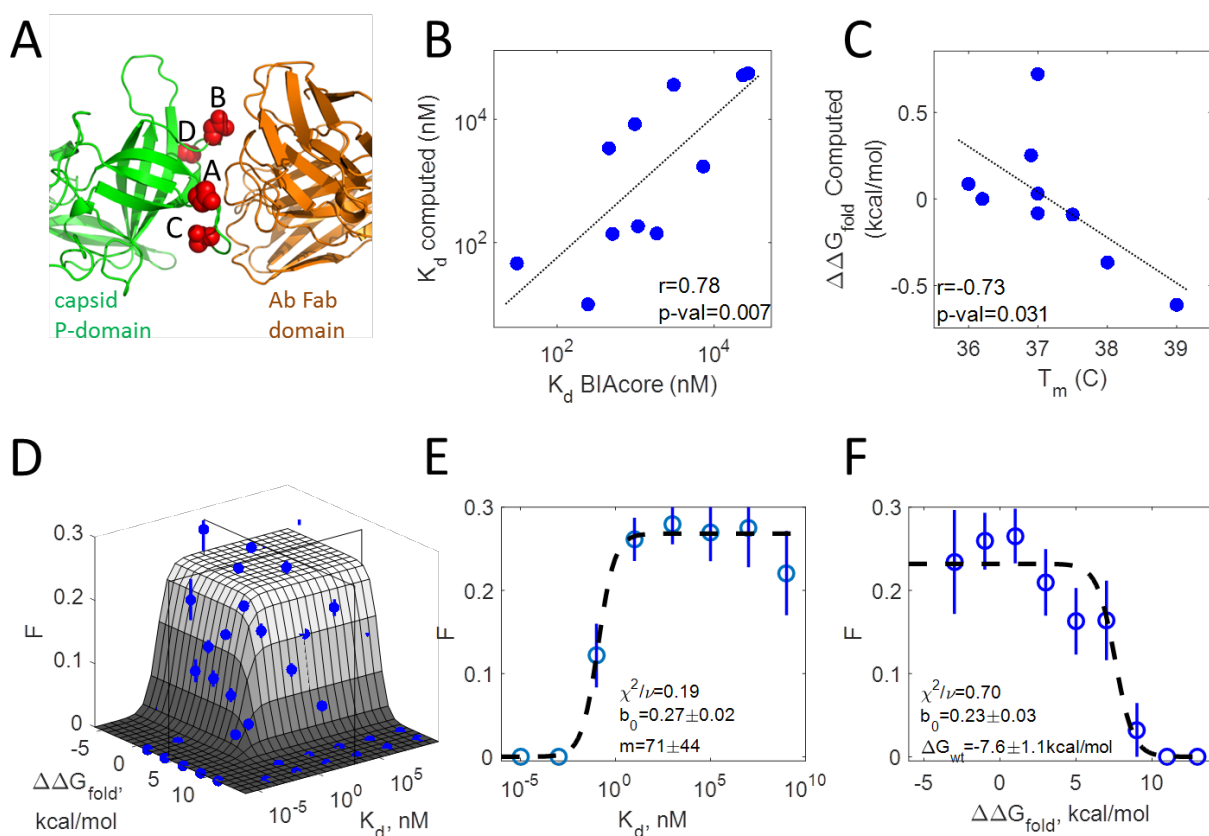 A
B
D
A
C
capsid
P-domain
Ab Fab
domain
B
K_d computed (nM)
10^4
10^2
r=0.78
p-val=0.007
10^2
10^4
K_d BIAcore (nM)
C
ΔΔG_fold Computed
(kcal/mol)
0.5
0
-0.5
r=-0.73
p-val=0.031
36
37
38
39
T_m (C)
D
F
0.3
0.2
0.1
0
-5
0
5
10
ΔΔG_fold,
kcal/mol
10^-5
10^0
10^5
K_d, nM
E
F
0.3
0.2
0.1
0
χ^2/ν=0.19
b_0=0.27±0.02
m=71±44
10^-5
10^0
10^5
10^10
K_d, nM
F
F
0.3
0.2
0.1
0
χ^2/ν=0.70
b_0=0.23±0.03
ΔG_wt=-7.6±1.1kcal/mol
-5
0
5
10
ΔΔG_fold, kcal/mol